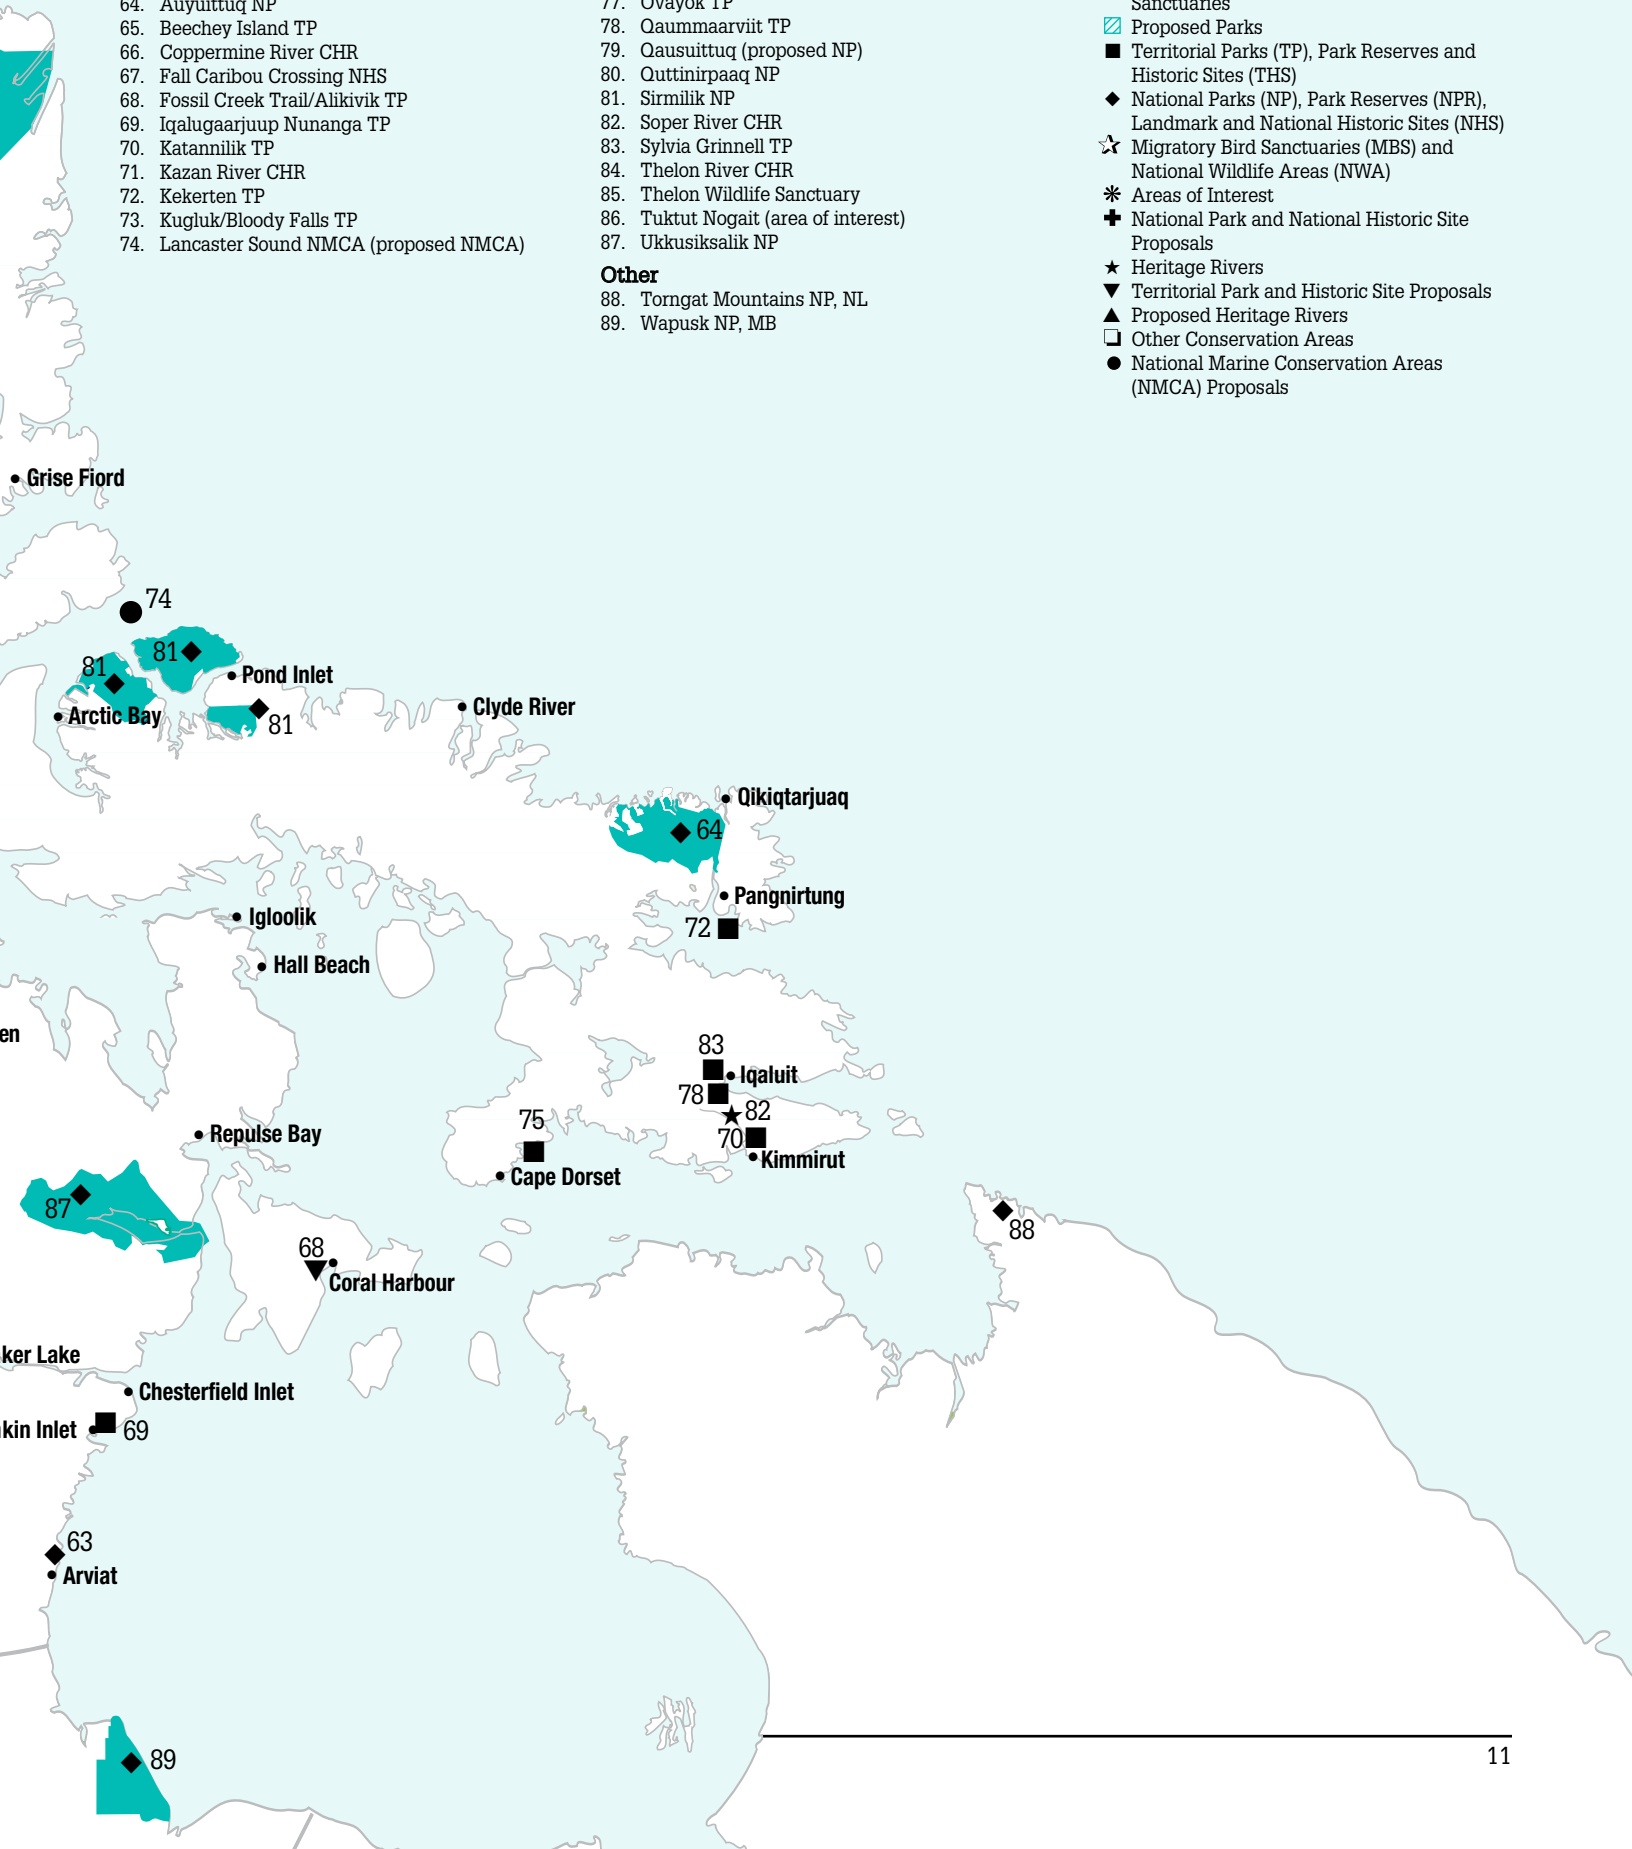 64. Auyuittuq NP
65. Beechey Island TP
66. Coppermine River CHR
67. Fall Caribou Crossing NHS
68. Fossil Creek Trail/Alikivik TP
69. Iqalugaarjuup Nunanga TP
70. Katannilik TP
71. Kazan River CHR
72. Kekerten TP
73. Kugluk/Bloody Falls TP
74. Lancaster Sound NMCA (proposed NMCA)
77. Ovayok TP
78. Qaummaarviit TP
79. Qausuittuq (proposed NP)
80. Quttinirpaaq NP
81. Sirmilik NP
82. Soper River CHR
83. Sylvia Grinnell TP
84. Thelon River CHR
85. Thelon Wildlife Sanctuary
86. Tuktut Nogait (area of interest)
87. Ukkusiksalik NP
Other
88. Torngat Mountains NP, NL
89. Wapusk NP, MB
Sanctuaries
Proposed Parks
Territorial Parks (TP), Park Reserves and
Historic Sites (THS)
National Parks (NP), Park Reserves (NPR),
Landmark and National Historic Sites (NHS)
Migratory Bird Sanctuaries (MBS) and
National Wildlife Areas (NWA)
Areas of Interest
National Park and National Historic Site
Proposals
Heritage Rivers
Territorial Park and Historic Site Proposals
Proposed Heritage Rivers
Other Conservation Areas
National Marine Conservation Areas
(NMCA) Proposals
Grise Fiord
74
81
81
Pond Inlet
Arctic Bay
81
Clyde River
Qikiqtarjuaq
64
Pangnirtung
72
Igloolik
Hall Beach
en
83
Iqaluit
78
82
70
Kimmirut
75
Cape Dorset
Repulse Bay
87
88
68
Coral Harbour
ker Lake
Chesterfield Inlet
kin Inlet
69
63
Arviat
89
11